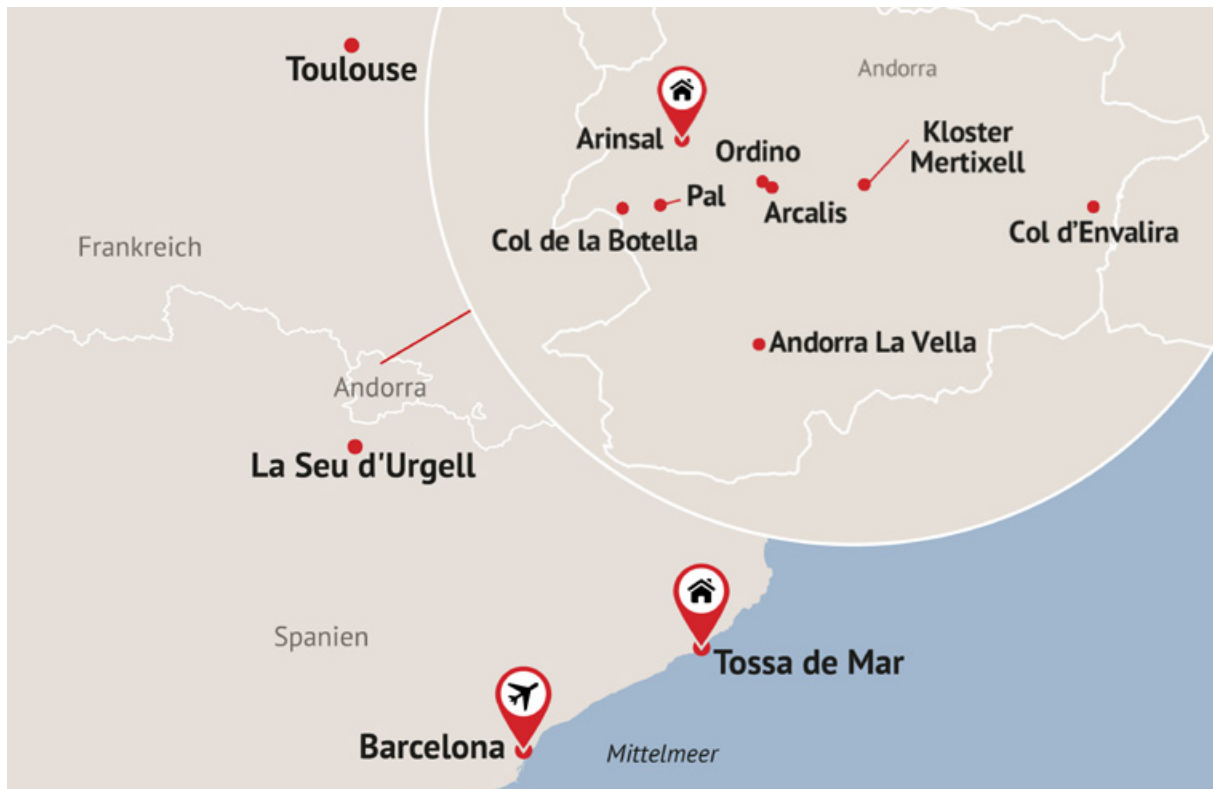 Toulouse
Andorra
Arinsal
Ordino
Kloster
Mertixell
Pal
Arcalis
Col de la Botella
Col d’Envalira
Frankreich
Andorra La Vella
Andorra
La Seu d'Urgell
Spanien
Tossa de Mar
Barcelona
Mittelmeer